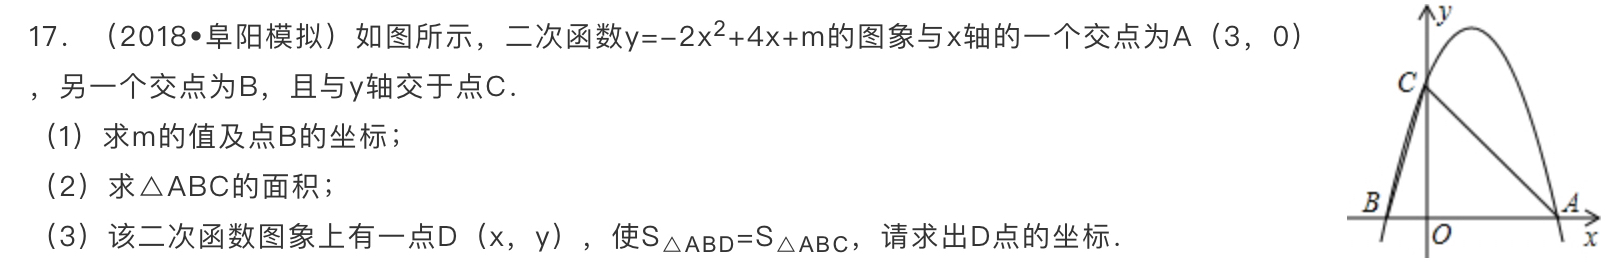 17. （2018•阜阳模拟）如图所示，二次函数y=-2x²+4x+m的图象与x轴的一个交点为A（3，0）
，另一个交点为B，且与y轴交于点C.
（1）求m的值及点B的坐标；
（2）求△ABC的面积；
（3）该二次函数图象上有一点D（x，y），使S△ABD=S△ABC，请求出D点的坐标.
y
C
B
A
O
x